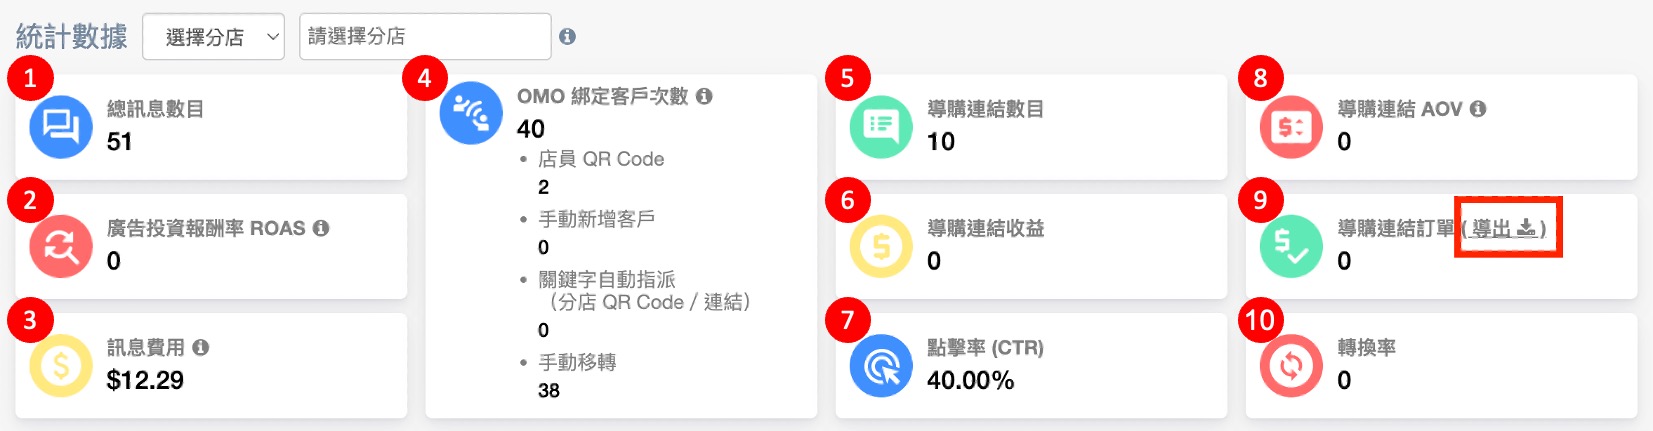 統計數據
選擇分店
請選擇分店
1
總訊息數目
51
2
廣告投資報酬率 ROAS
0
3
訊息費用
$12.29
4
OMO 綁定客戶次數
40
• 店員 QR Code
2
• 手動新增客戶
0
• 關鍵字自動指派
（分店 QR Code / 連結）
0
• 手動移轉
38
5
導購連結數目
10
6
導購連結收益
0
7
點擊率 (CTR)
40.00%
8
導購連結 AOV
0
9
導購連結訂單 ( 導出 )
0
10
轉換率
0